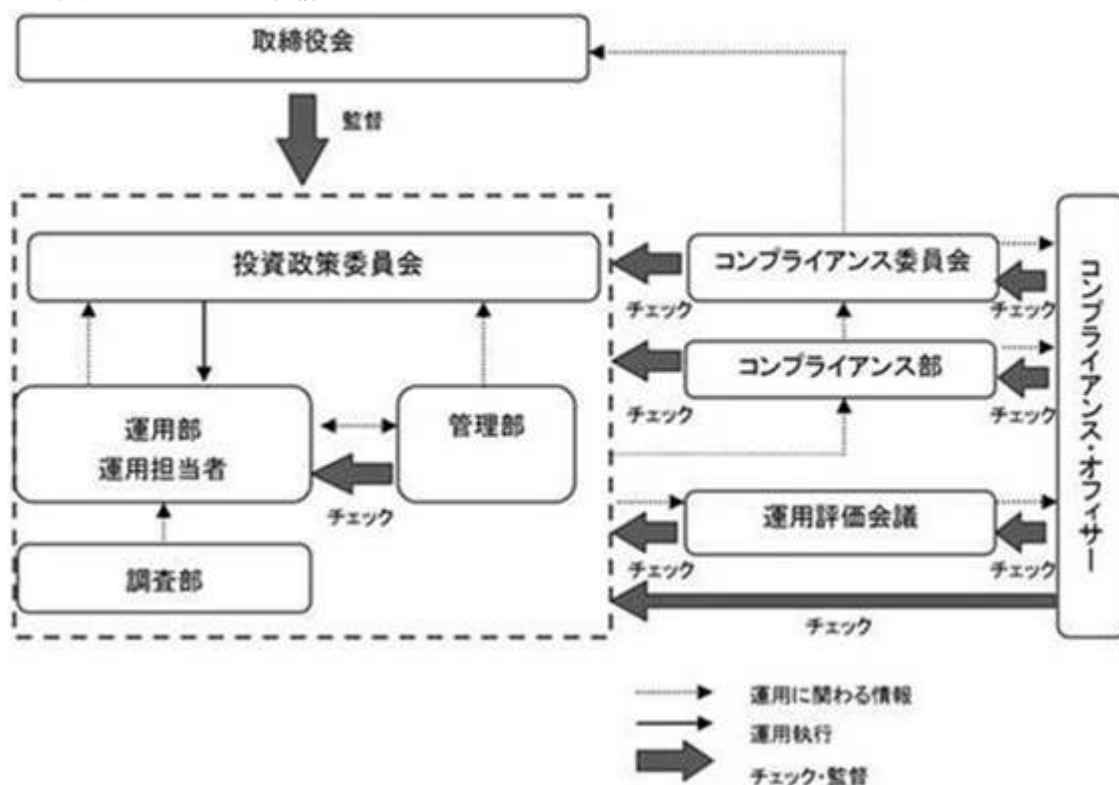 取締役会
監督
投資政策委員会
コンプライアンス委員会
チェック
チェック
コンプライアンス部
チェック
チェック
運用部
運用担当者
管理部
チェック
運用評価会議
チェック
チェック
調査部
チェック
コンプライアンス・オフィサー
運用に関わる情報
運用執行
チェック・監督